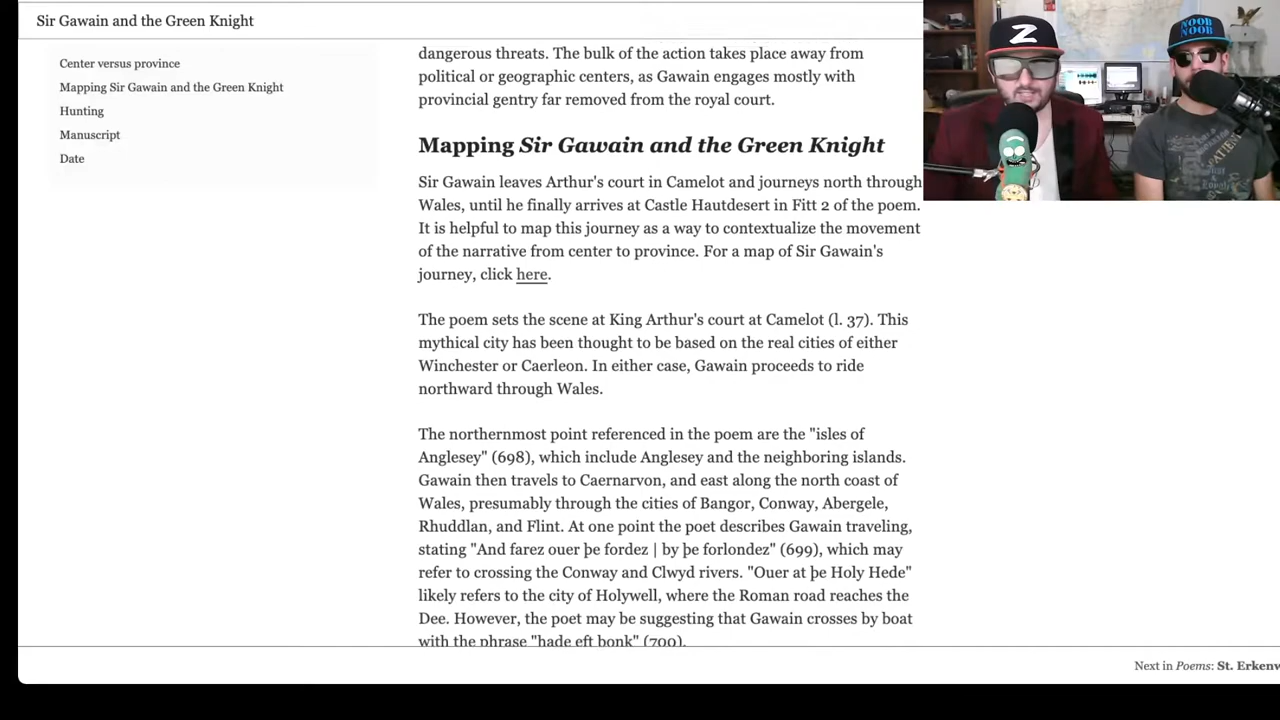 Sir Gawain and the Green Knight
Center versus province
Mapping Sir Gawain and the Green Knight
Hunting
Manuscript
Date
dangerous threats. The bulk of the action takes place away from
political or geographic centers, as Gawain engages mostly with
provincial gentry far removed from the royal court.
Mapping Sir Gawain and the Green Knight
Sir Gawain leaves Arthur's court in Camelot and journeys north through
Wales, until he finally arrives at Castle Hautdesert in Fitt 2 of the poem.
It is helpful to map this journey as a way to contextualize the movement
of the narrative from center to province. For a map of Sir Gawain's
journey, click here.
The poem sets the scene at King Arthur's court at Camelot (l. 37). This
mythical city has been thought to be based on the real cities of either
Winchester or Caerleon. In either case, Gawain proceeds to ride
northward through Wales.
The northernmost point referenced in the poem are the "isles of
Anglesey" (698), which include Anglesey and the neighboring islands.
Gawain then travels to Caernarvon, and east along the north coast of
Wales, presumably through the cities of Bangor, Conway, Abergele,
Rhuddlan, and Flint. At one point the poet describes Gawain traveling,
stating "And farez ouer þe fordez | by þe forlondez" (699), which may
refer to crossing the Conway and Clwyd rivers. "Ouer at þe Holy Hede"
likely refers to the city of Holywell, where the Roman road reaches the
Dee. However, the poet may be suggesting that Gawain crosses by boat
with the phrase "hade eft bonk" (700).
Next in Poems: St. Erkenw
Z
NOOB
NOOB
PATIE